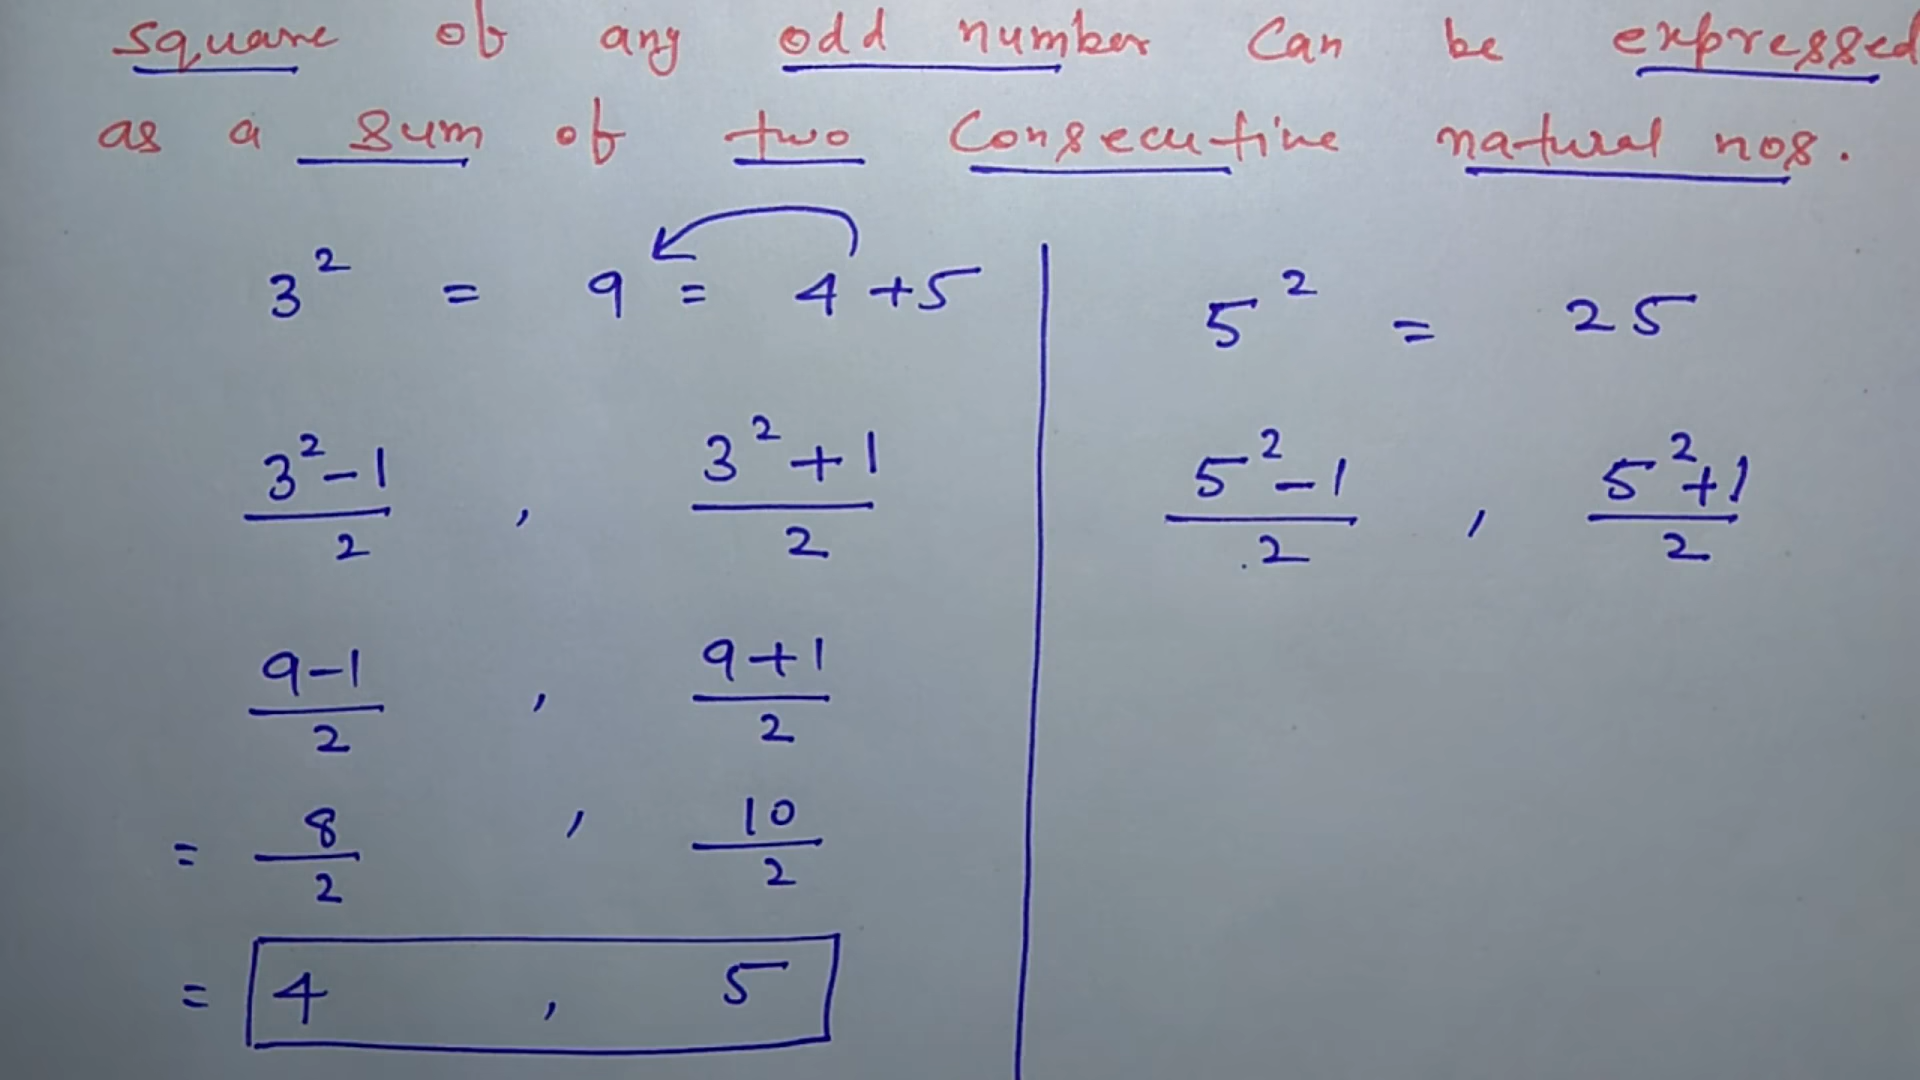 square of any odd number can be expressed
as a sum of two consecutive natural nos.
3² = 9 = 4 + 5
3²-1/2 , 3²+1/2
9-1/2 , 9+1/2
= 8/2 , 10/2
= 4 , 5
5² = 25
5²-1/2 , 5²+1/2